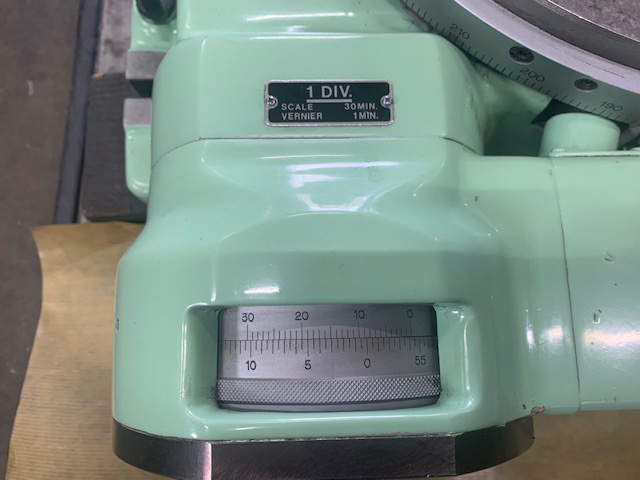 210
200
190
1 DIV.
SCALE 30MIN.
VERNIER 1MIN.
30 20 10 0
10 5 0 55